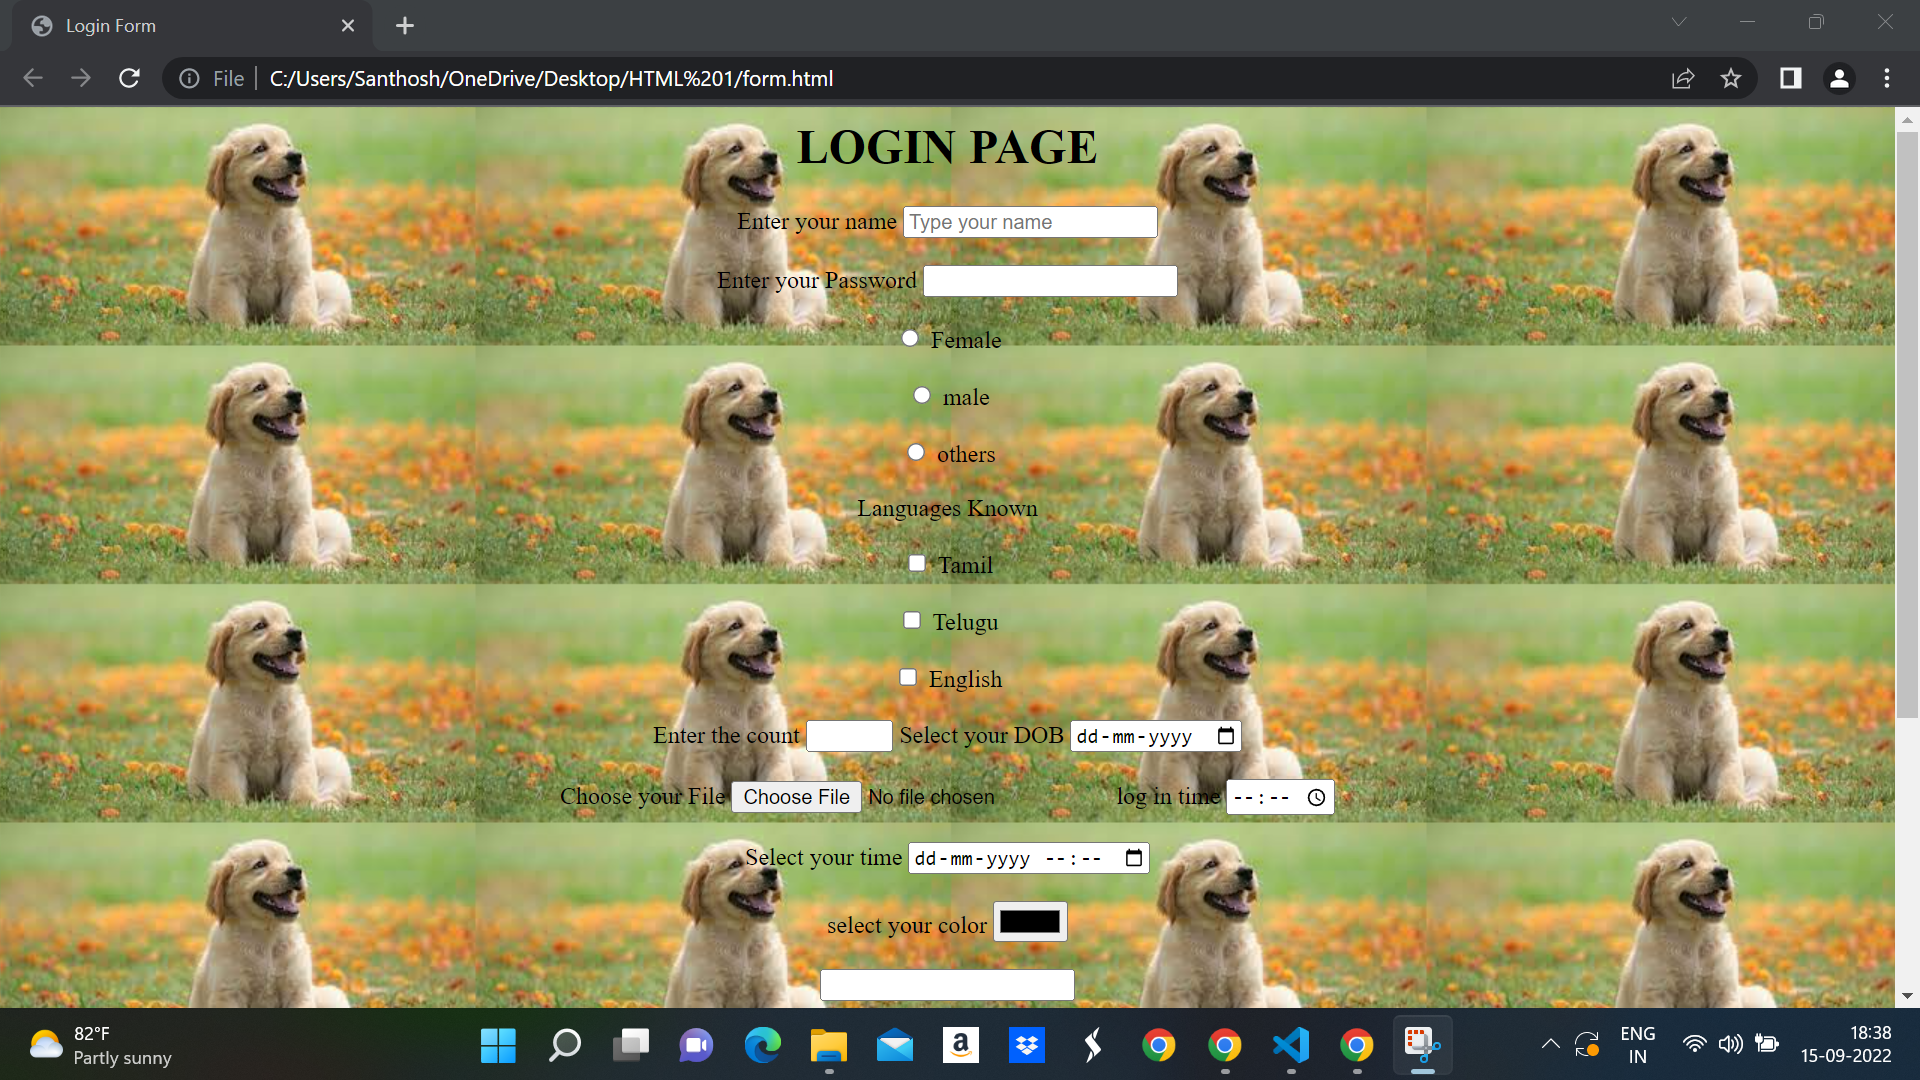 Login Form
File C:/Users/Santhosh/OneDrive/Desktop/HTML%201/form.html
LOGIN PAGE
Enter your name Type your name
Enter your Password
Female
male
others
Languages Known
Tamil
Telugu
English
Enter the count Select your DOB dd-mm-yyyy
Choose your File Choose File No file chosen log in time --:--
Select your time dd-mm-yyyy --:--
select your color
82°F
Partly sunny
a
ENG
IN
18:38
15-09-2022